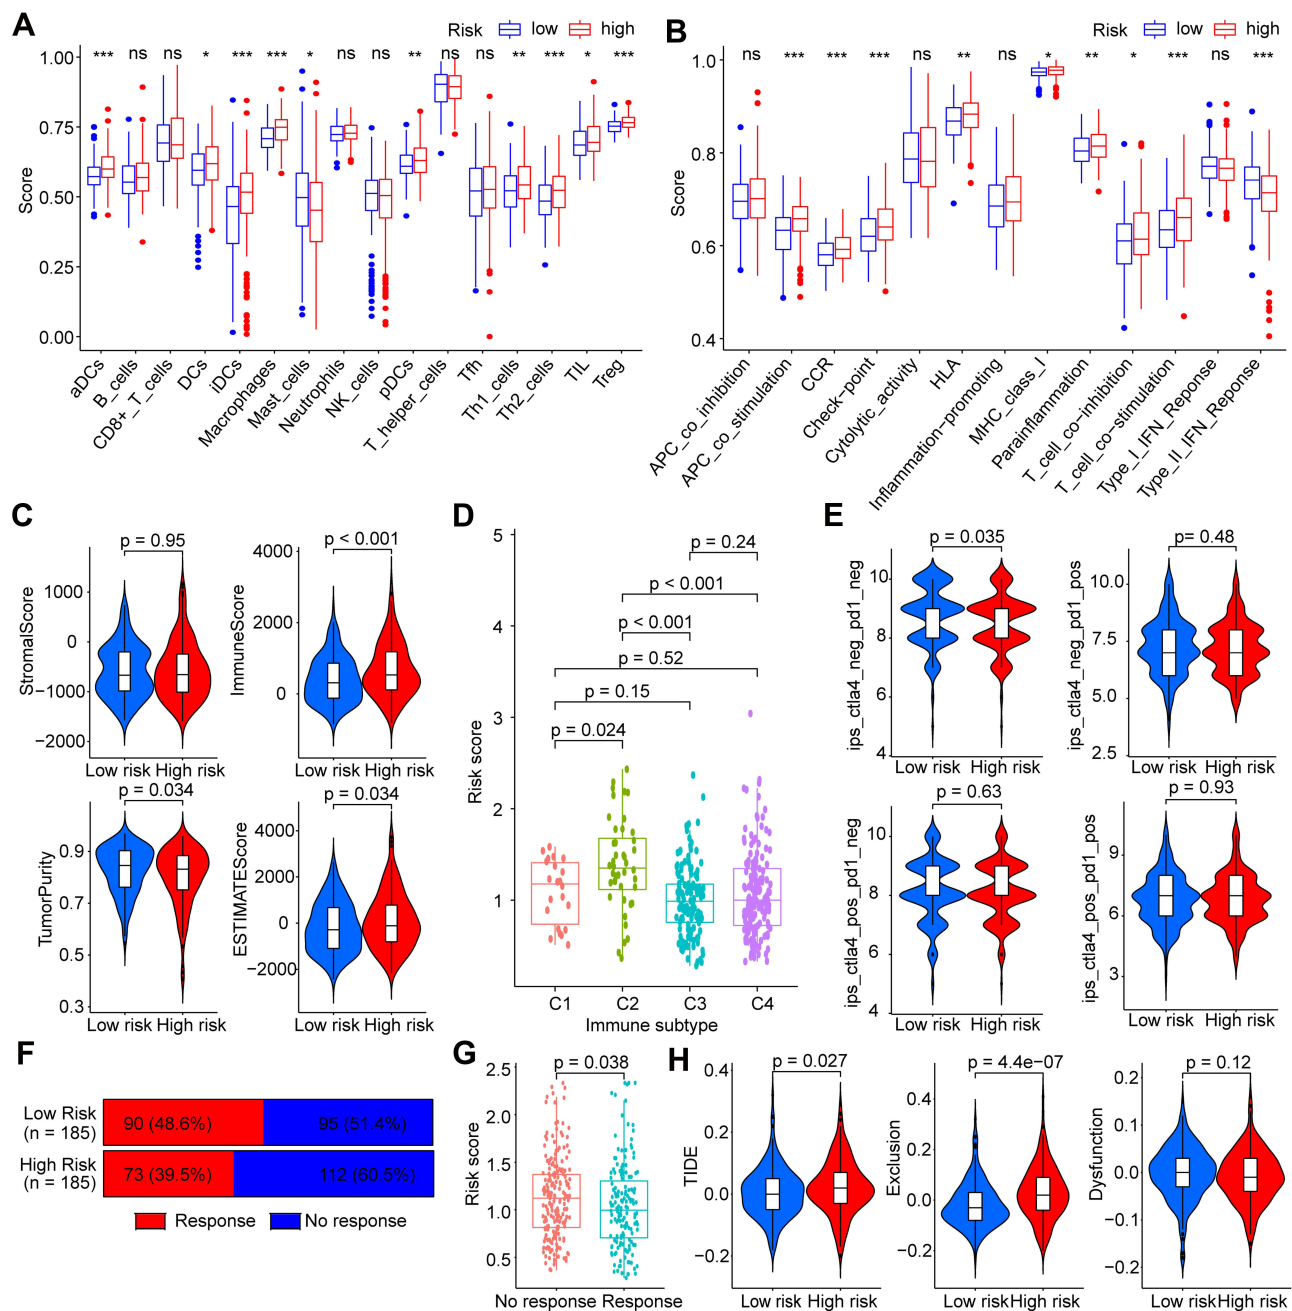 A
Risk low high
*** ns ns * *** *** * ns ns ** ns ns ** *** * ***
1.00
0.75
0.50
0.25
0.00
Score
aDCs
B_cells
CD8+_T_cells
DCs
iDCs
Macrophages
Mast_cells
Neutrophils
NK_cells
pDCs
T_helper_cells
Tfh
Th1_cells
Th2_cells
TIL
Treg
B
Risk low high
ns *** *** *** ns ** ns * ** * *** ns ***
1.0
0.8
0.6
0.4
Score
APC_co_inhibition
APC_co_stimulation
CCR
Check−point
Cytolytic_activity
HLA
Inflammation−promoting
MHC_class_I
Parainflammation
T_cell_co−inhibition
T_cell_co−stimulation
Type_I_IFN_Reponse
Type_II_IFN_Reponse
C
p = 0.95
1000
0
−1000
−2000
StromalScore
Low risk High risk
p < 0.001
4000
2000
0
ImmuneScore
Low risk High risk
p = 0.034
0.9
0.7
0.5
0.3
TumorPurity
Low risk High risk
p = 0.034
4000
2000
0
−2000
ESTIMATEScore
Low risk High risk
D
5
4
3
2
1
Risk score
p = 0.24
p < 0.001
p < 0.001
p = 0.52
p = 0.15
p = 0.024
C1 C2 C3 C4
Immune subtype
E
p = 0.035
10
8
6
4
ips_ctla4_neg_pd1_neg
Low risk High risk
p= 0.48
10.0
7.5
5.0
2.5
ips_ctla4_neg_pd1_pos
Low risk High risk
p = 0.63
10
8
6
4
ips_ctla4_pos_pd1_neg
Low risk High risk
p = 0.93
9
6
3
ips_ctla4_pos_pd1_pos
Low risk High risk
F
Low Risk
(n = 185)
90 (48.6%) 95 (51.4%)
High Risk
(n = 185)
73 (39.5%) 112 (60.5%)
Response No response
G
p = 0.038
2.5
2.0
1.5
1.0
0.5
Risk score
No response Response
H
p = 0.027
0.4
0.2
0.0
−0.2
TIDE
Low risk High risk
p = 4.4e−07
0.4
0.2
0.0
−0.2
Exclusion
Low risk High risk
p = 0.12
0.2
0.1
0.0
−0.1
−0.2
Dysfunction
Low risk High risk